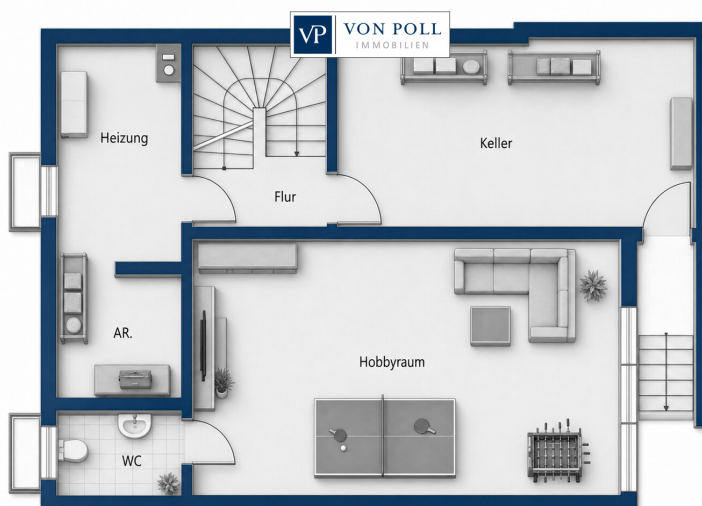 VP VON POLL
IMMOBILIEN
Heizung
Keller
Flur
AR.
Hobbyraum
WC